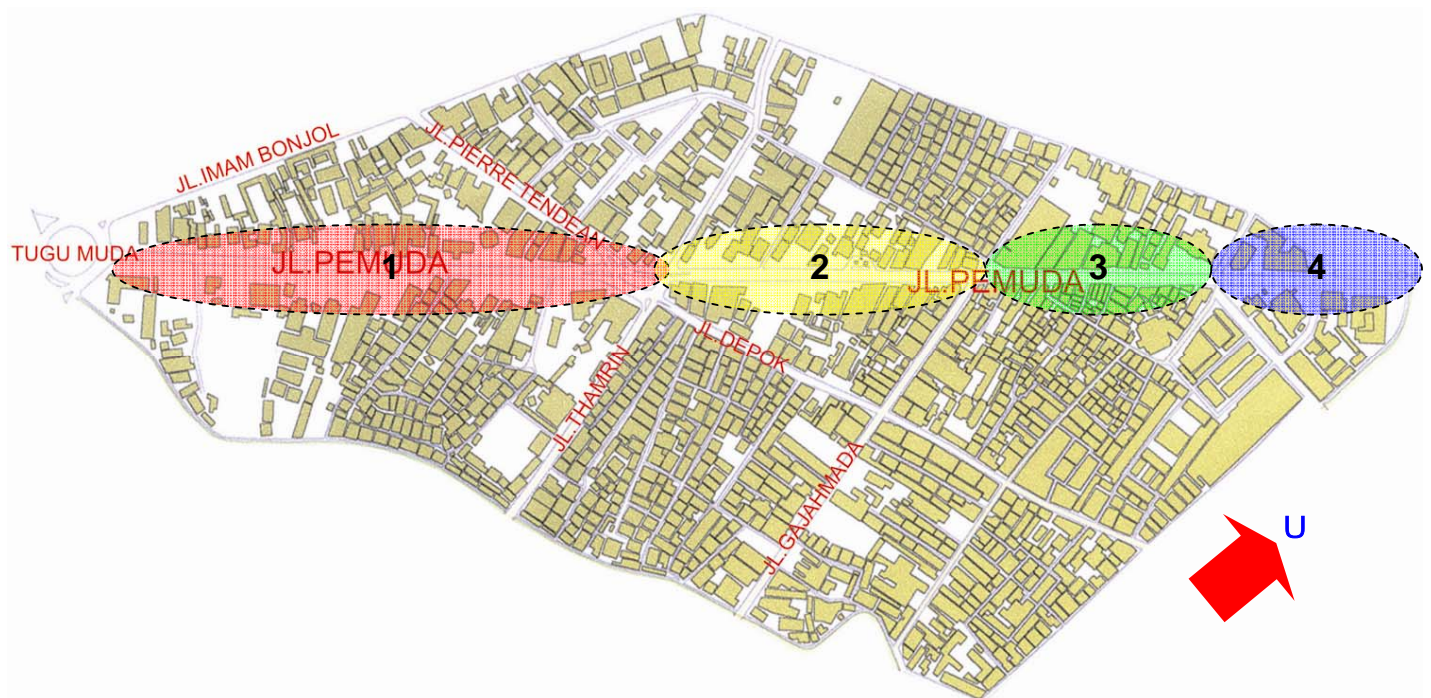 JL.IMAM BONJOL
JL.PIERRE TENDEAN
TUGU MUDA
JL.PEMUDA
1
2
JL.PEMUDA
3
4
JL.DEPOK
JL.THAMRIN
JL.GAJAHMADA
U